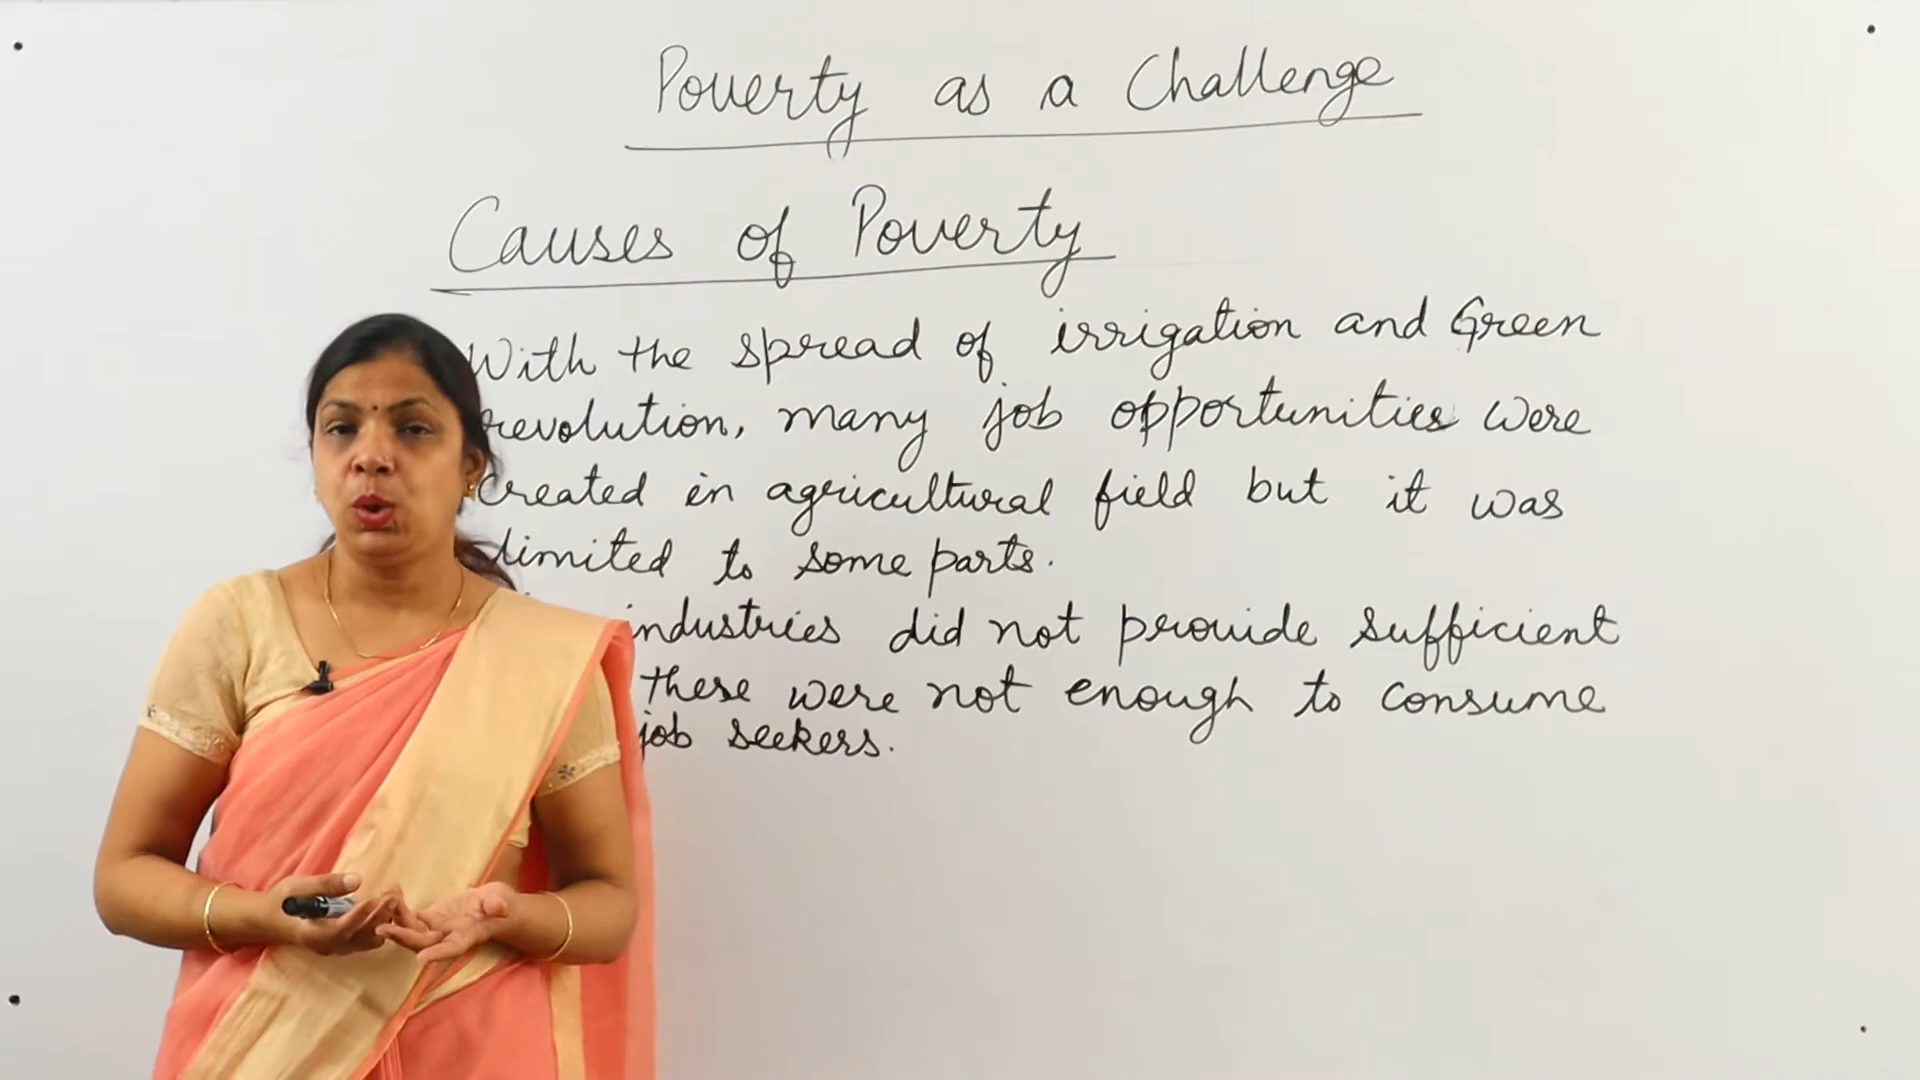 Poverty as a Challenge
Causes of Poverty
With the spread of irrigation and Green
revolution, many job opportunities were
created in agricultural field but it was
limited to some parts.
industries did not provide sufficient
these were not enough to consume
job seekers.